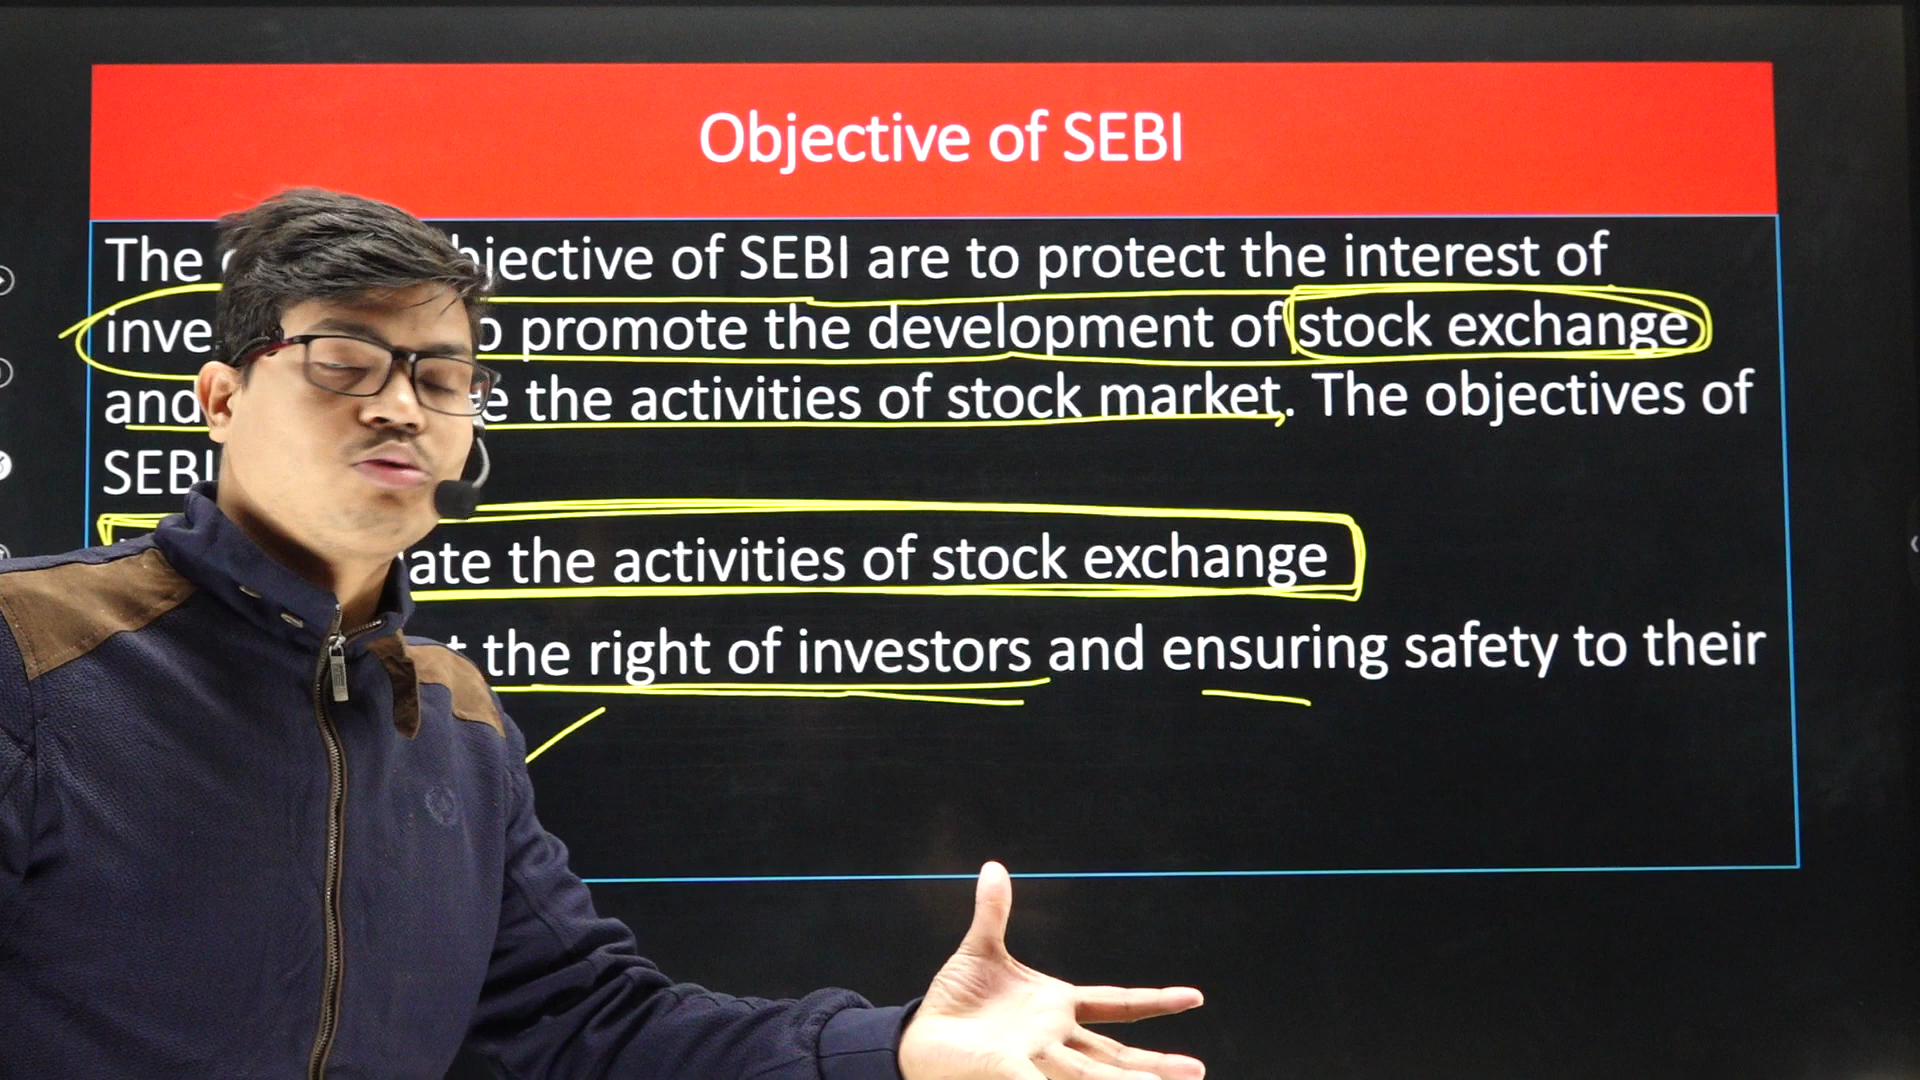 Objective of SEBI
The bjective of SEBI are to protect the interest of
inve o promote the development of stock exchange
and e the activities of stock market. The objectives of
SEBI
ate the activities of stock exchange
t the right of investors and ensuring safety to their